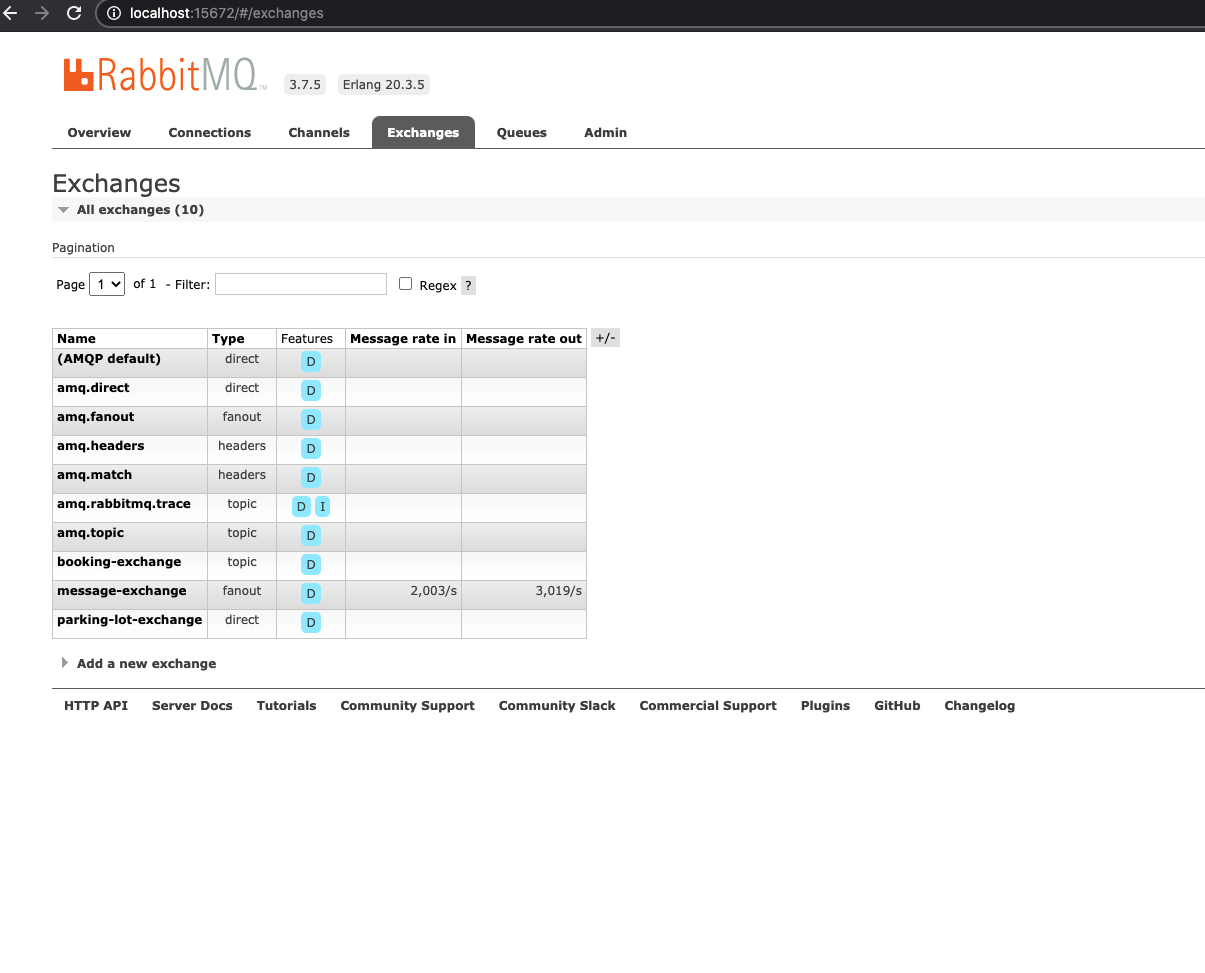 localhost:15672/#/exchanges
RabbitMQ TM 3.7.5 Erlang 20.3.5
Overview Connections Channels Exchanges Queues Admin
Exchanges
All exchanges (10)
Pagination
Page 1 of 1 - Filter: Regex ?
Name Type Features Message rate in Message rate out +/-
(AMQP default) direct D
amq.direct direct D
amq.fanout fanout D
amq.headers headers D
amq.match headers D
amq.rabbitmq.trace topic D I
amq.topic topic D
booking-exchange topic D
message-exchange fanout D 2,003/s 3,019/s
parking-lot-exchange direct D
Add a new exchange
HTTP API Server Docs Tutorials Community Support Community Slack Commercial Support Plugins GitHub Changelog